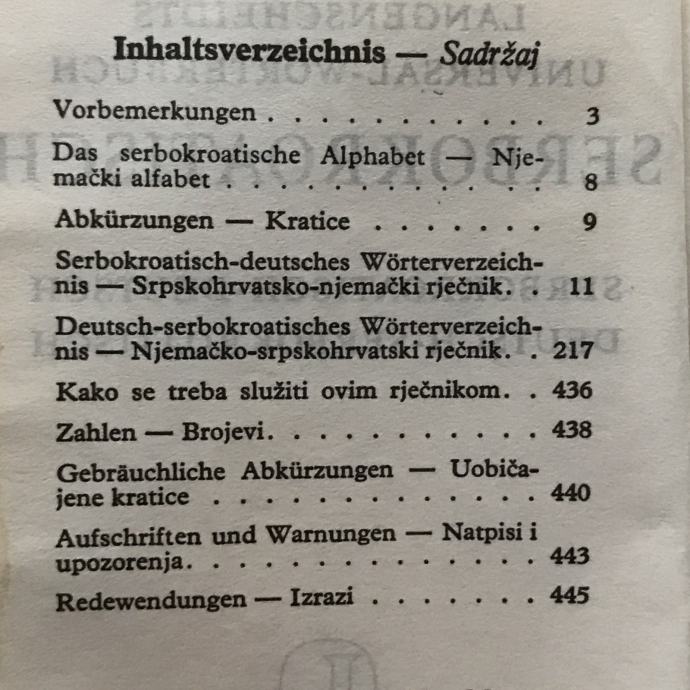 Inhaltsverzeichnis — Sadržaj
Vorbemerkungen . . . . . . . . . . . 3
Das serbokroatische Alphabet — Nje-
mački alfabet . . . . . . . . . . . . . 8
Abkürzungen — Kratice . . . . . . . 9
Serbokroatisch-deutsches Wörterverzeich-
nis — Srpskohrvatsko-njemački rječnik. . 11
Deutsch-serbokroatisches Wörterverzeich-
nis — Njemačko-srpskohrvatski rječnik. . 217
Kako se treba služiti ovim rječnikom. . 436
Zahlen — Brojevi. . . . . . . . . . . 438
Gebräuchliche Abkürzungen — Uobiča-
jene kratice . . . . . . . . . . . . . 440
Aufschriften und Warnungen — Natpisi i
upozorenja. . . . . . . . . . . . . . 443
Redewendungen — Izrazi . . . . . . . 445